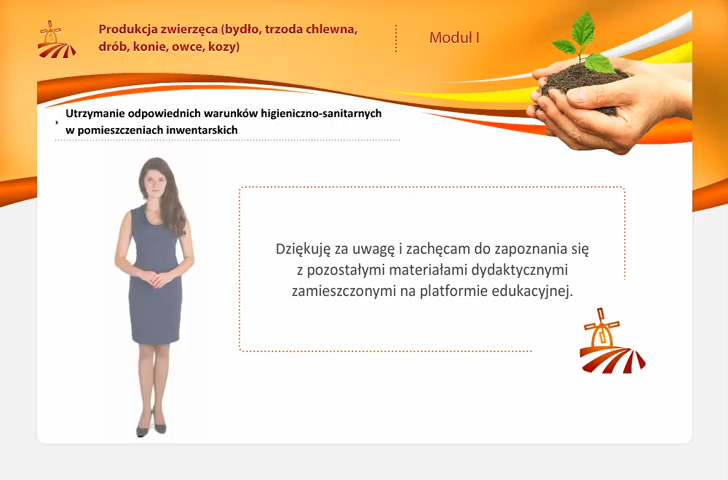 Produkcja zwierzęca (bydło, trzoda chlewna,
drób, konie, owce, kozy)
Moduł I
Utrzymanie odpowiednich warunków higieniczno-sanitarnych
w pomieszczeniach inwentarskich
Dziękuję za uwagę i zachęcam do zapoznania się
z pozostałymi materiałami dydaktycznymi
zamieszczonymi na platformie edukacyjnej.